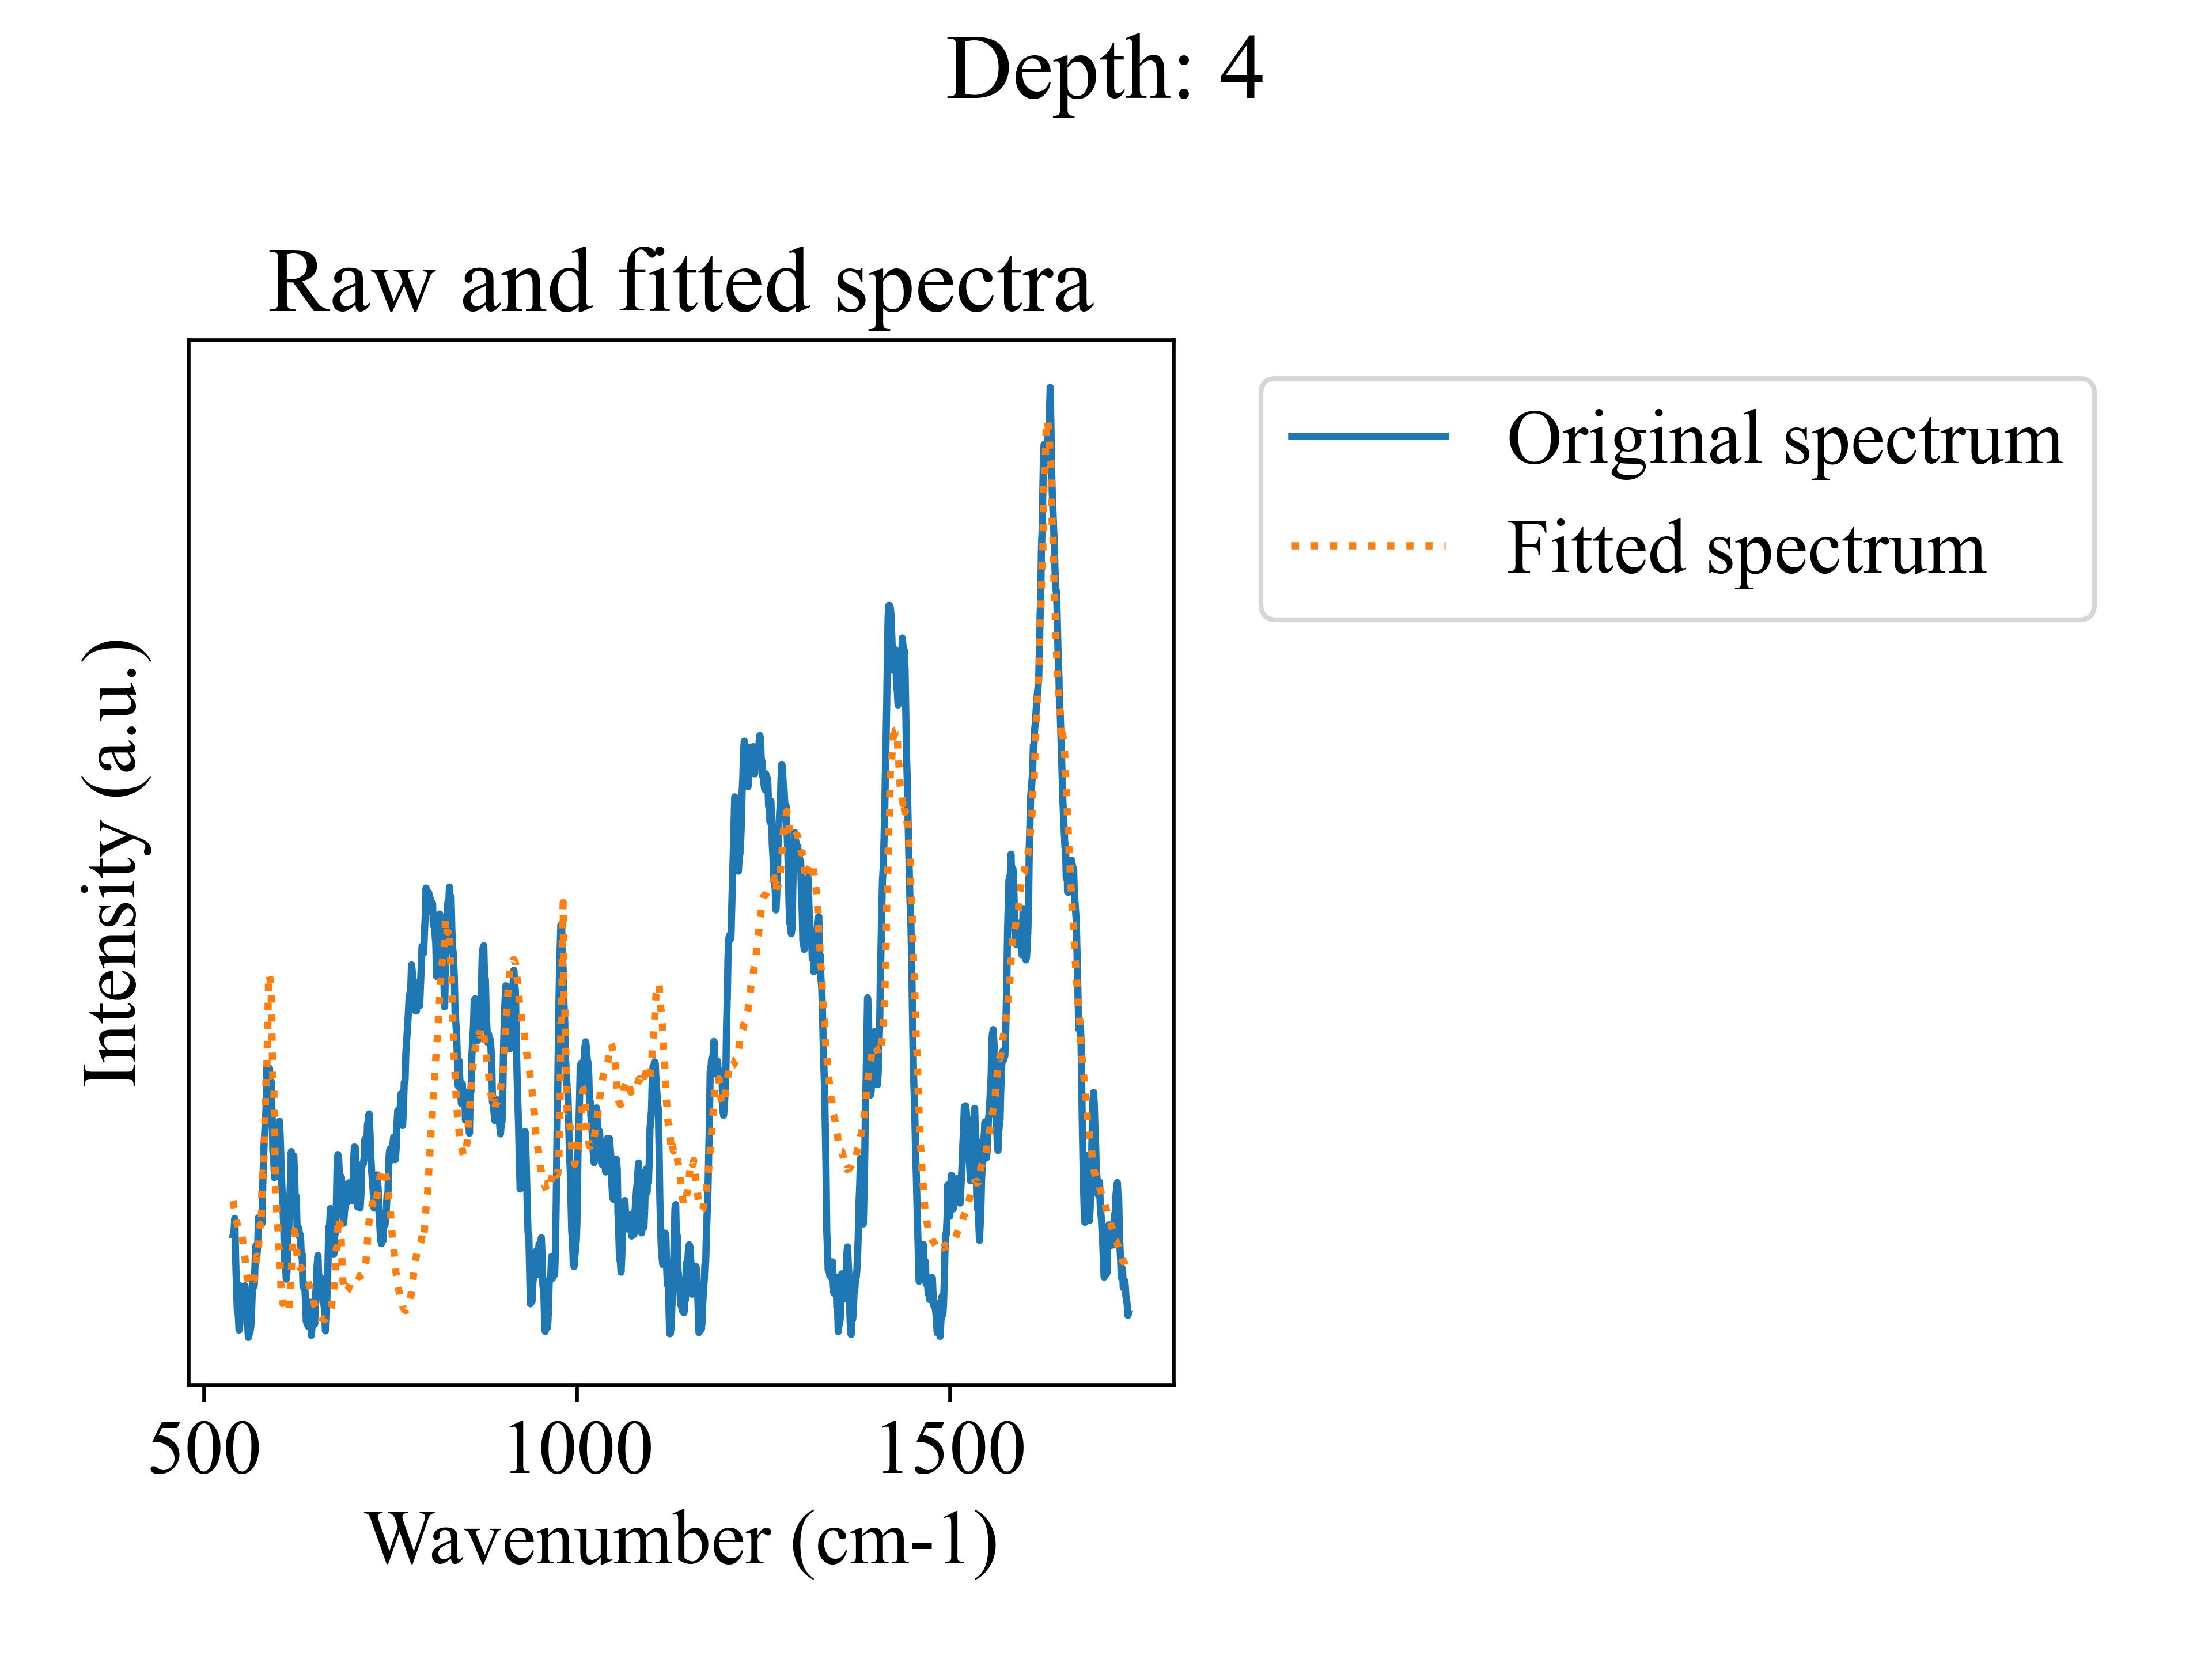 Depth: 4
Raw and fitted spectra
Original spectrum
Fitted spectrum
Intensity (a.u.)
500 1000 1500
Wavenumber (cm-1)